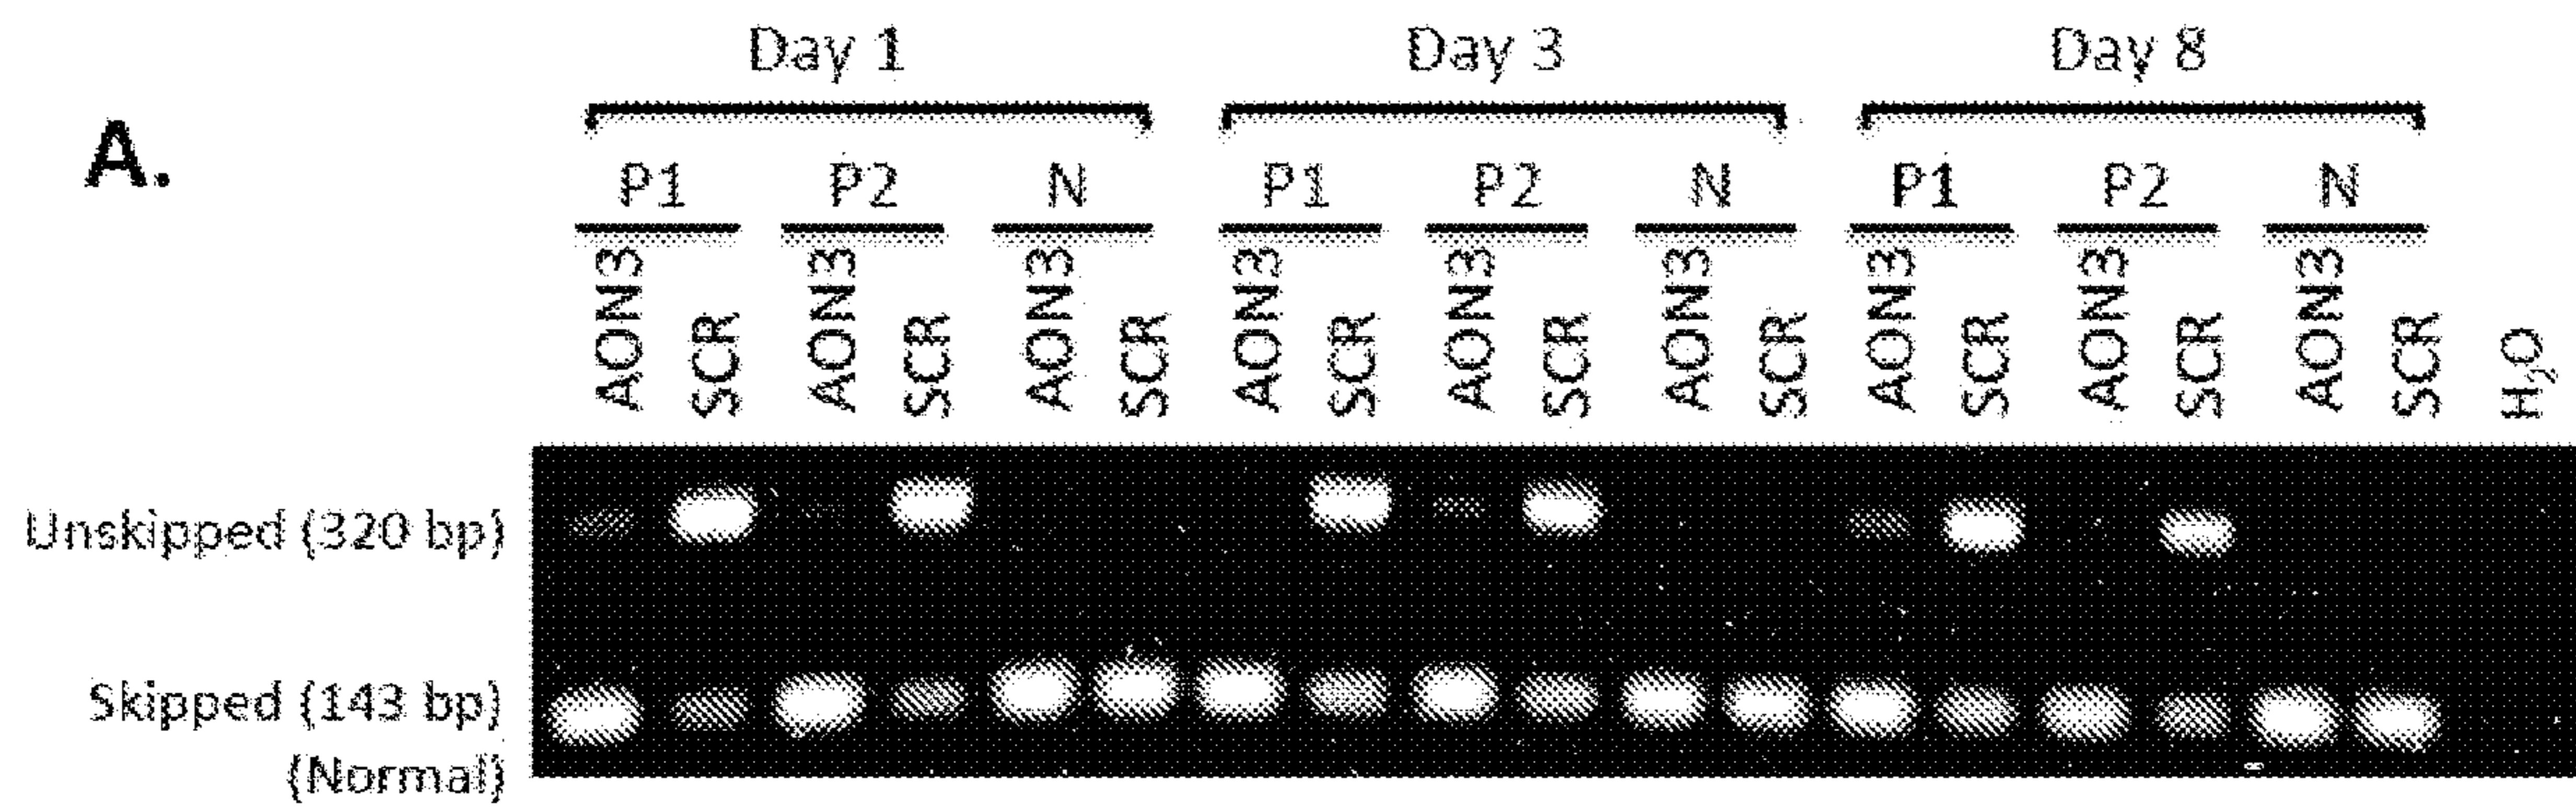 Day 1 Day 3 Day 8
A.
P1 P2 N P1 P2 N P1 P2 N
AON3 SCR AON3 SCR AON3 SCR AON3 SCR AON3 SCR AON3 SCR AON3 SCR AON3 SCR AON3 SCR H₂O
Unskipped (320 bp)
Skipped (143 bp)
(Normal)